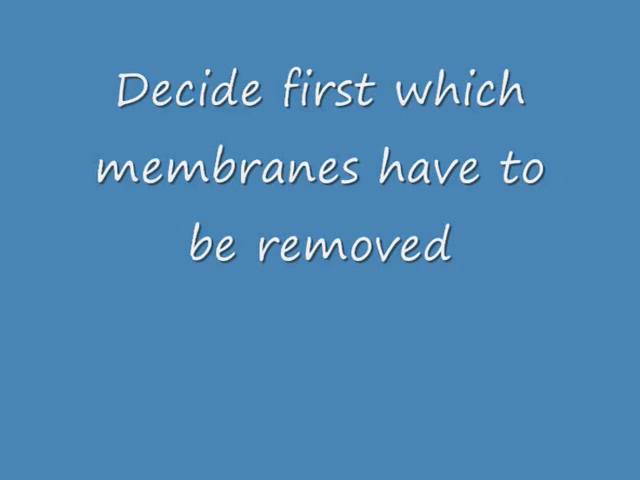 Decide first which
membranes have to
be removed